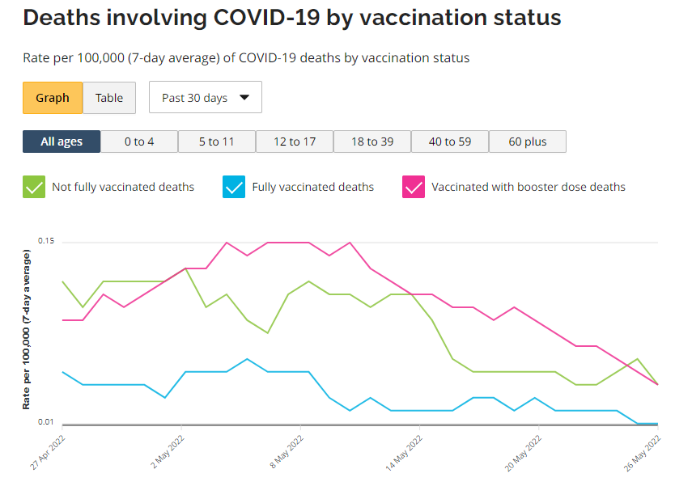 Deaths involving COVID-19 by vaccination status
Rate per 100,000 (7-day average) of COVID-19 deaths by vaccination status
Graph Table Past 30 days
All ages 0 to 4 5 to 11 12 to 17 18 to 39 40 to 59 60 plus
Not fully vaccinated deaths Fully vaccinated deaths Vaccinated with booster dose deaths
Rate per 100,000 (7-day average)
0.15
0.01
27 Apr 2022 2 May 2022 8 May 2022 14 May 2022 20 May 2022 26 May 2022